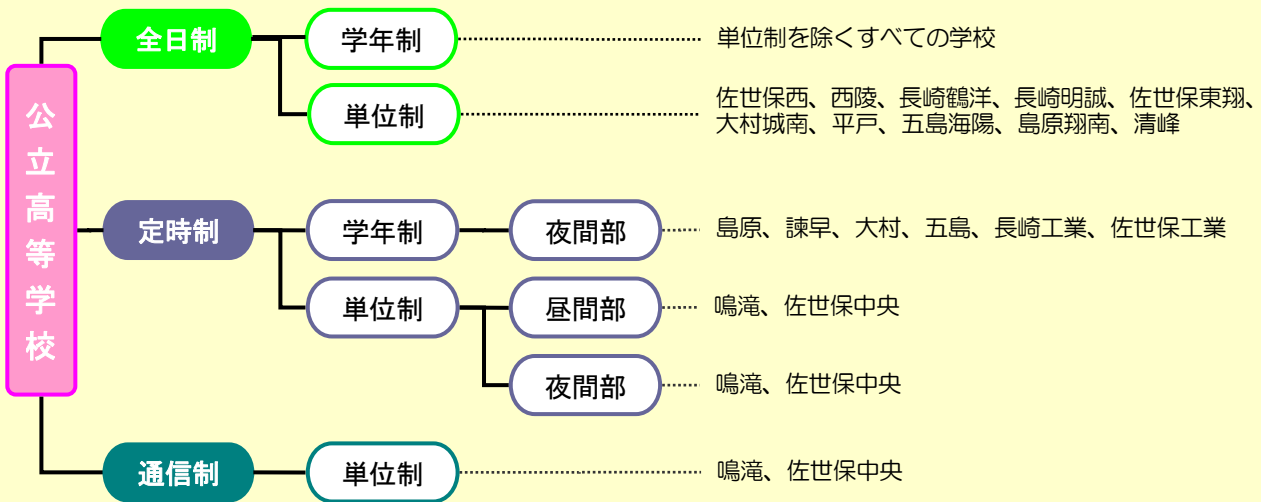 公立高等学校
全日制
学年制
単位制を除くすべての学校
単位制
佐世保西、西陵、長崎鶴洋、長崎明誠、佐世保東翔、
大村城南、平戸、五島海陽、島原翔南、清峰
定時制
学年制
夜間部
島原、諫早、大村、五島、長崎工業、佐世保工業
単位制
昼間部
鳴滝、佐世保中央
夜間部
鳴滝、佐世保中央
通信制
単位制
鳴滝、佐世保中央